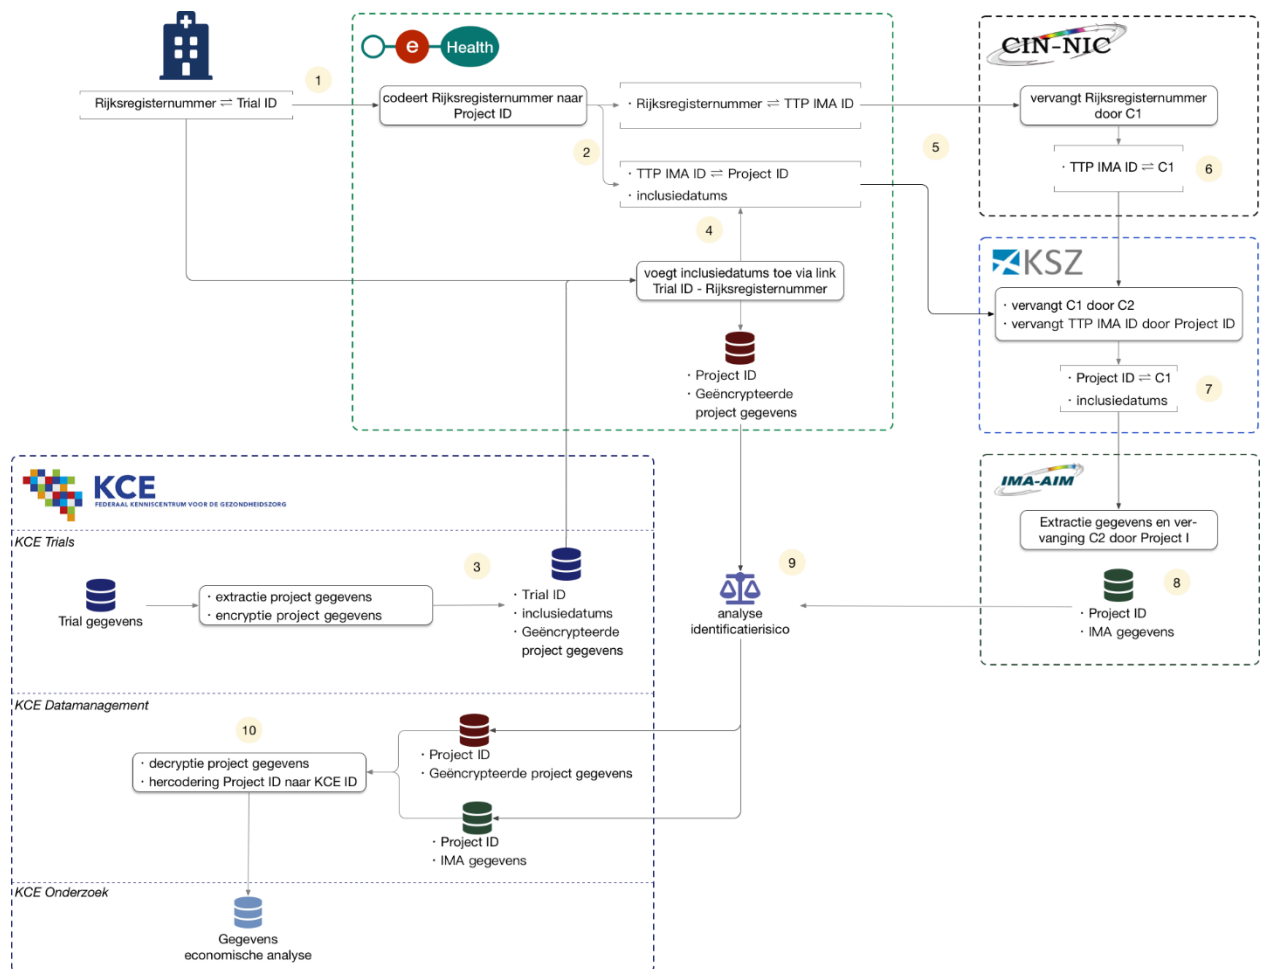 e
Health
CIN-NIC
1
Rijksregisternummer ⇌ Trial ID
codeert Rijksregisternummer naar
Project ID
· Rijksregisternummer ⇌ TTP IMA ID
vervangt Rijksregisternummer
door C1
2
5
· TTP IMA ID ⇌ Project ID
· inclusiedatums
· TTP IMA ID ⇌ C1
6
4
voegt inclusiedatums toe via link
Trial ID - Rijksregisternummer
KSZ
· vervangt C1 door C2
· vervangt TTP IMA ID door Project ID
· Project ID
· Geëncrypteerde
project gegevens
· Project ID ⇌ C1
· inclusiedatums
7
KCE
FEDERAAL KENNISCENTRUM VOOR DE GEZONDHEIDSZORG
IMA-AIM
Extractie gegevens en ver-
vanging C2 door Project I
KCE Trials
3
9
8
Trial gegevens
· extractie project gegevens
· encryptie project gegevens
· Trial ID
· inclusiedatums
· Geëncrypteerde
project gegevens
analyse
identificatierisico
· Project ID
· IMA gegevens
KCE Datamanagement
10
· decryptie project gegevens
· hercodering Project ID naar KCE ID
· Project ID
· Geëncrypteerde project gegevens
· Project ID
· IMA gegevens
KCE Onderzoek
Gegevens
economische analyse